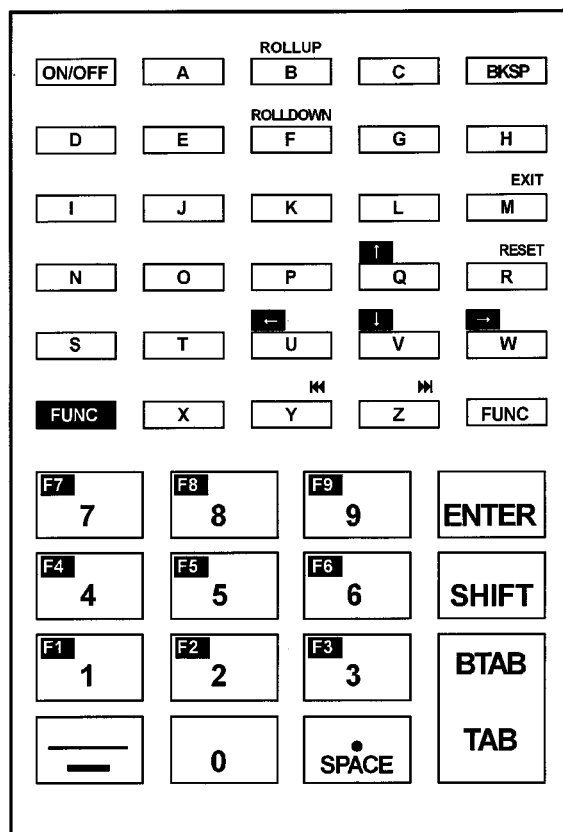 ROLLUP
ON/OFF A B C BKSP
ROLLDOWN
D E F G H
EXIT
I J K L M
↑ RESET
N O P Q R
← ↓ →
S T U V W
⏮ ⏭
FUNC X Y Z FUNC
F7 F8 F9
7 8 9 ENTER
F4 F5 F6
4 5 6 SHIFT
F1 F2 F3 BTAB
1 2 3
• TAB
— 0 SPACE